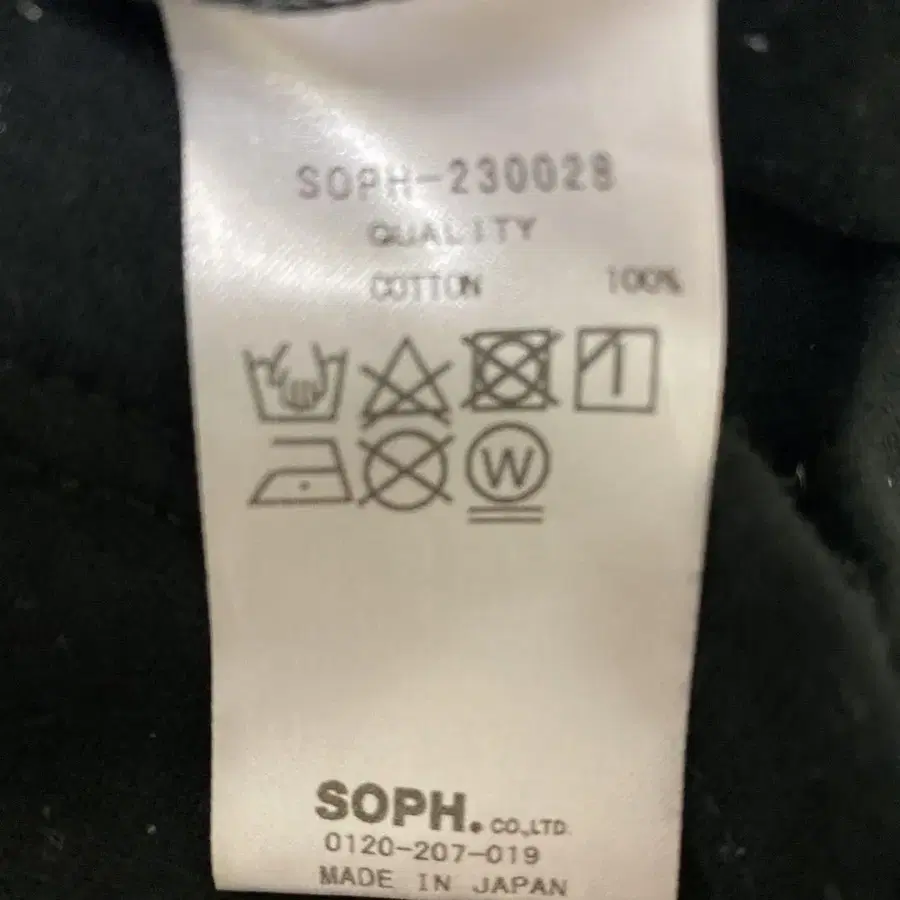 SOPH-230028
QUALITY
COTTON 100%
W
SOPH. CO.,LTD.
0120-207-019
MADE IN JAPAN